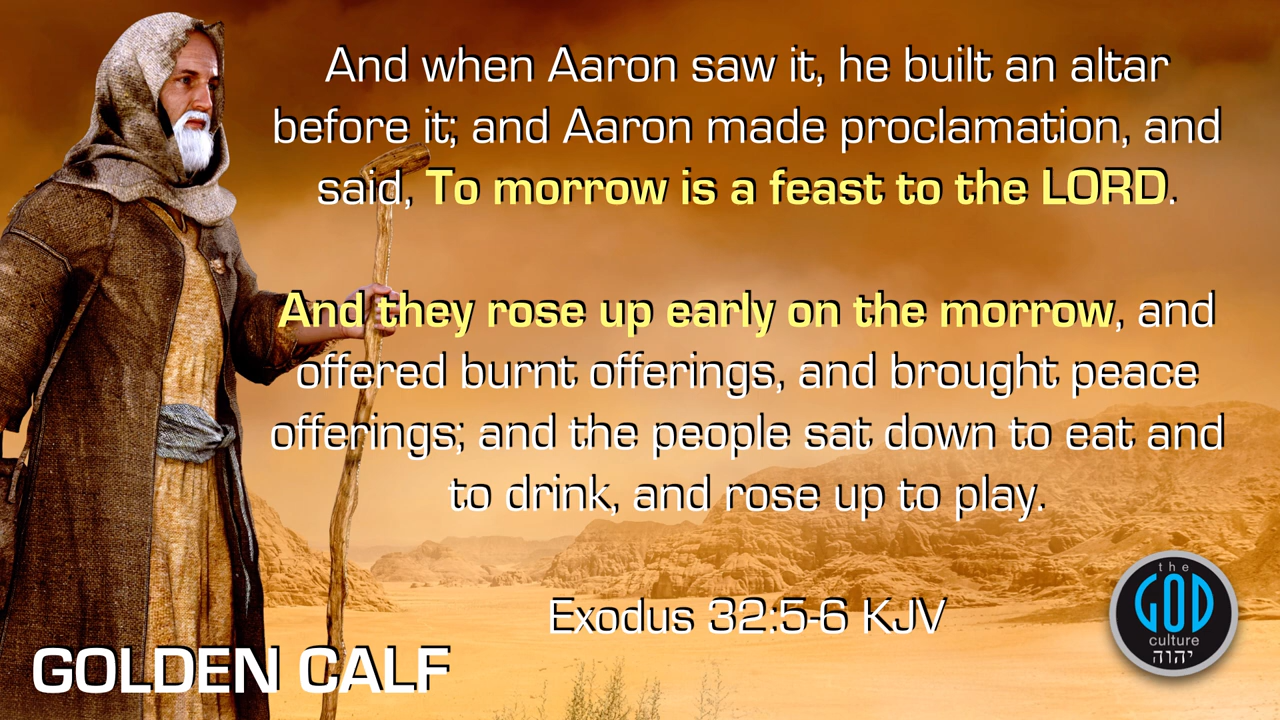 And when Aaron saw it, he built an altar
before it; and Aaron made proclamation, and
said, To morrow is a feast to the LORD.
And they rose up early on the morrow, and
offered burnt offerings, and brought peace
offerings; and the people sat down to eat and
to drink, and rose up to play.
Exodus 32:5-6 KJV
GOLDEN CALF
the
GOD
culture
יהוה